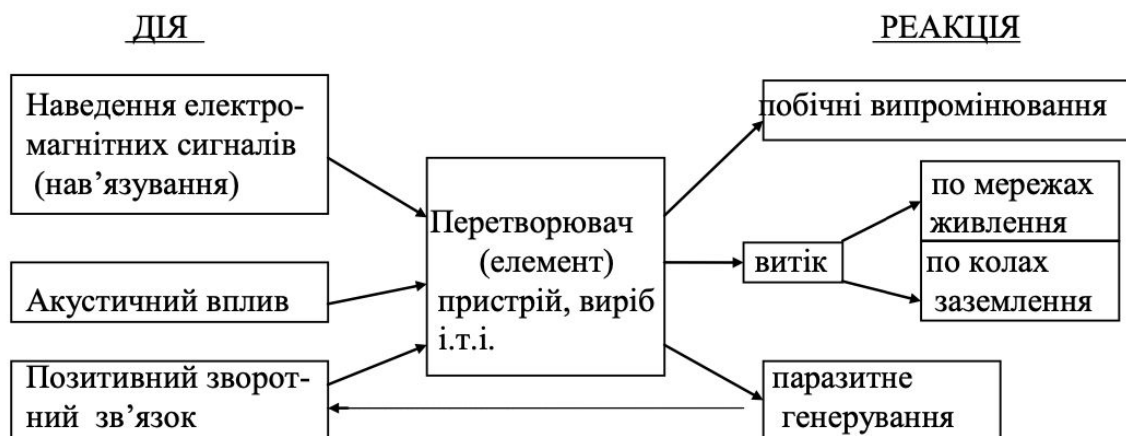 ДІЯ
РЕАКЦІЯ
Наведення електро-
магнітних сигналів
(нав’язування)
Акустичний вплив
Позитивний зворот-
ний зв’язок
Перетворювач
(елемент)
пристрій, виріб
і.т.і.
побічні випромінювання
витік
по мережах
живлення
по колах
заземлення
паразитне
генерування